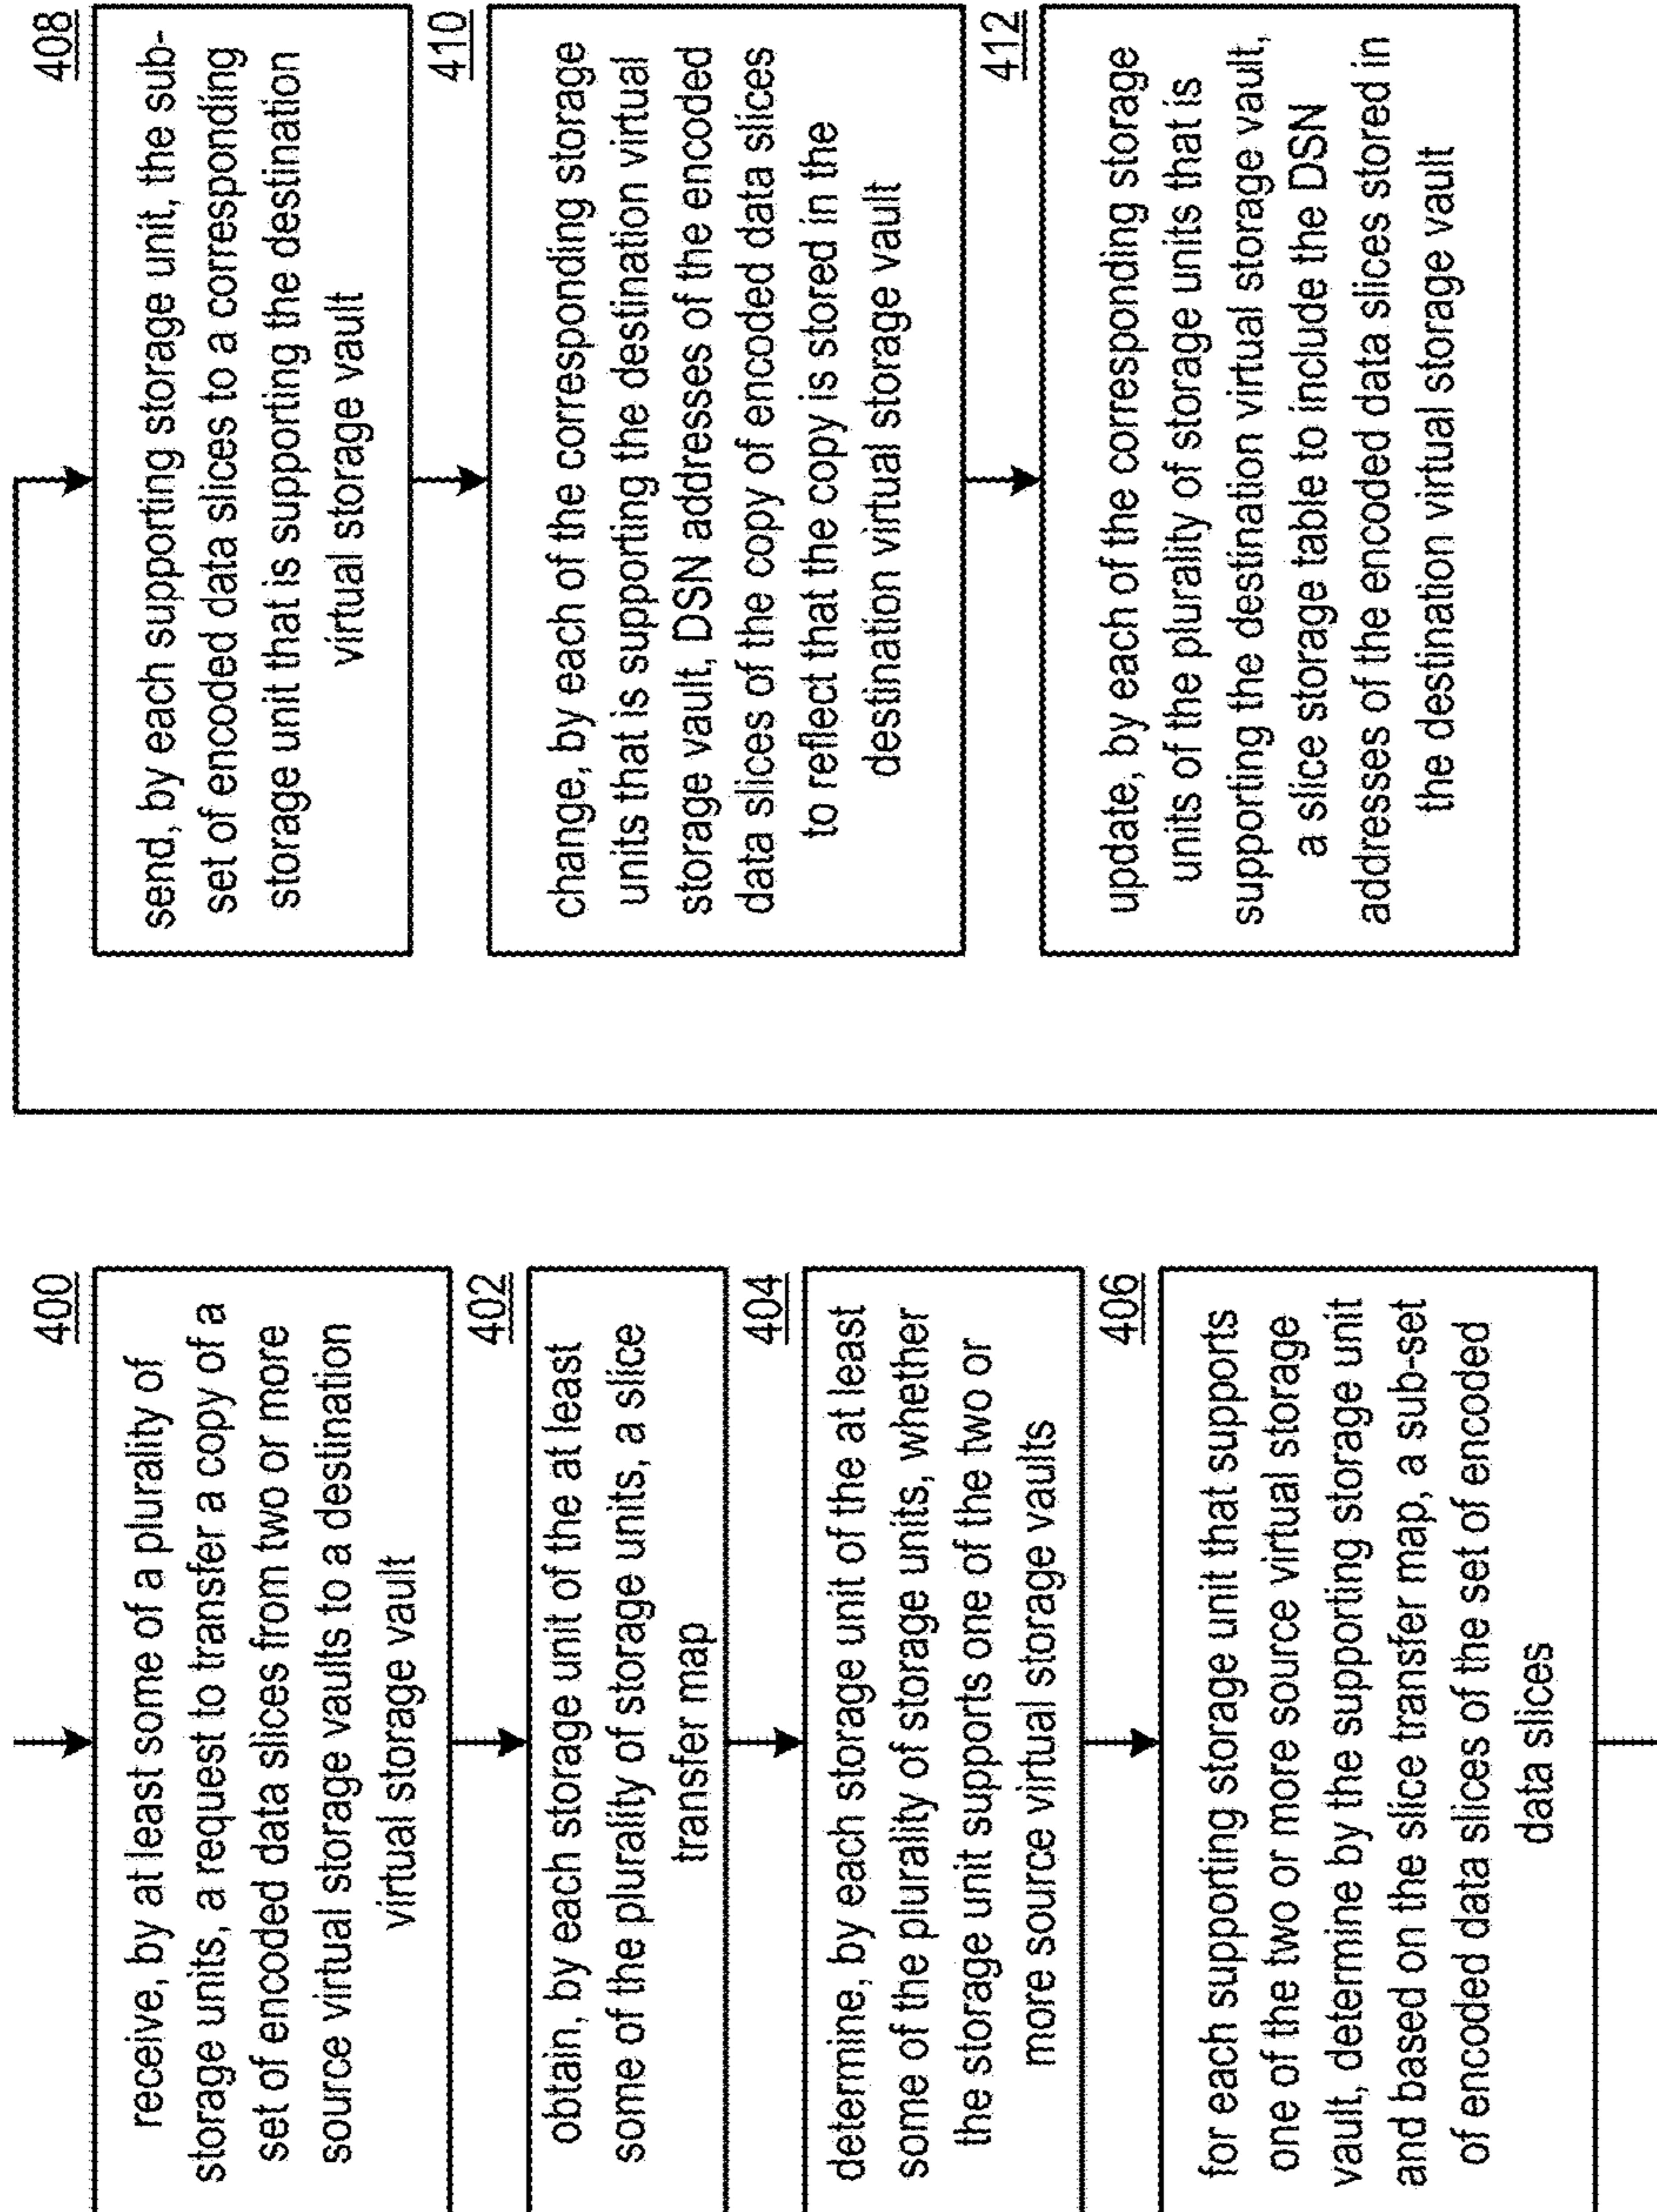 400
receive, by at least some of a plurality of
storage units, a request to transfer a copy of a
set of encoded data slices from two or more
source virtual storage vaults to a destination
virtual storage vault
402
obtain, by each storage unit of the at least
some of the plurality of storage units, a slice
transfer map
404
determine, by each storage unit of the at least
some of the plurality of storage units, whether
the storage unit supports one of the two or
more source virtual storage vaults
406
for each supporting storage unit that supports
one of the two or more source virtual storage
vault, determine by the supporting storage unit
and based on the slice transfer map, a sub-set
of encoded data slices of the set of encoded
data slices
408
send, by each supporting storage unit, the sub-
set of encoded data slices to a corresponding
storage unit that is supporting the destination
virtual storage vault
410
change, by each of the corresponding storage
units that is supporting the destination virtual
storage vault, DSN addresses of the encoded
data slices of the copy of encoded data slices
to reflect that the copy is stored in the
destination virtual storage vault
412
update, by each of the corresponding storage
units of the plurality of storage units that is
supporting the destination virtual storage vault,
a slice storage table to include the DSN
addresses of the encoded data slices stored in
the destination virtual storage vault